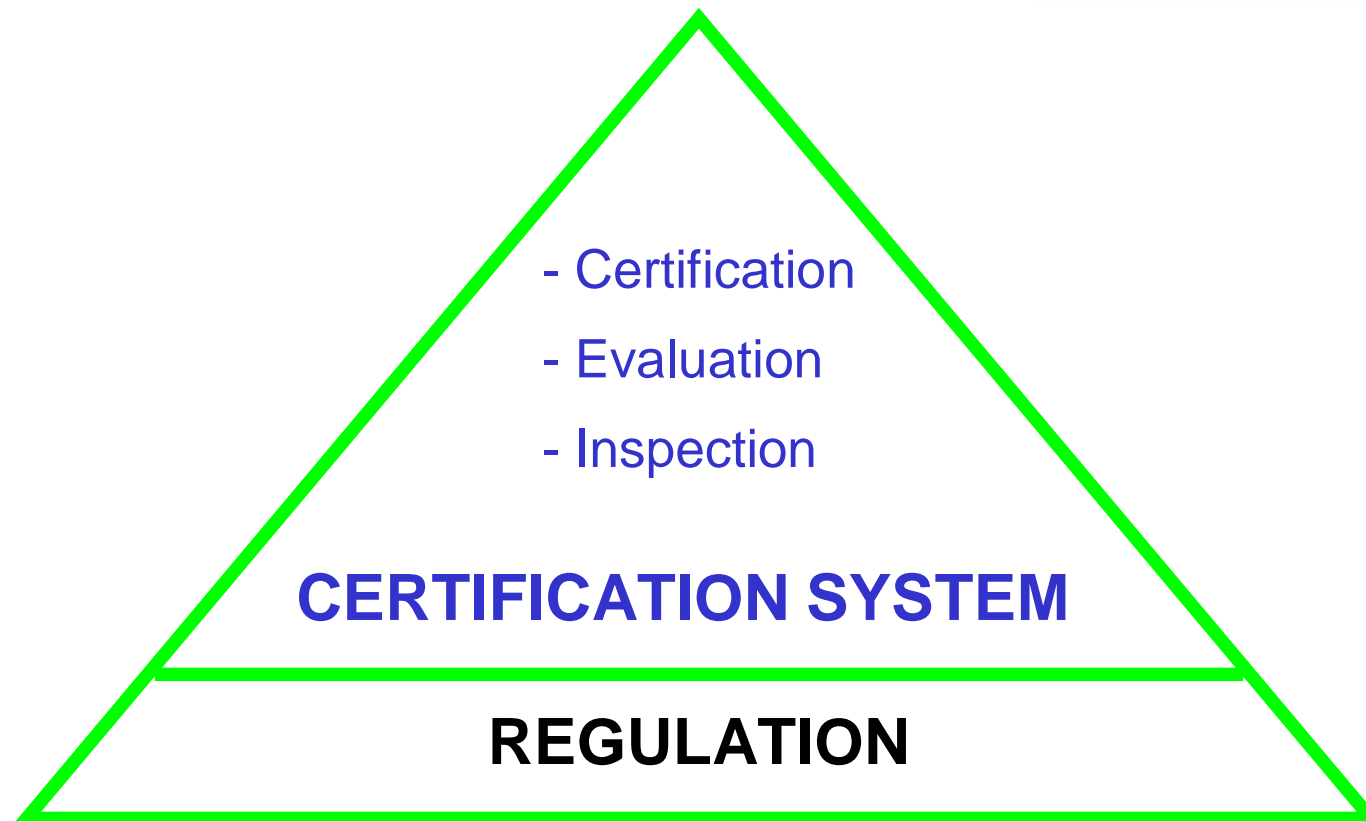 - Certification
- Evaluation
- Inspection
CERTIFICATION SYSTEM
REGULATION